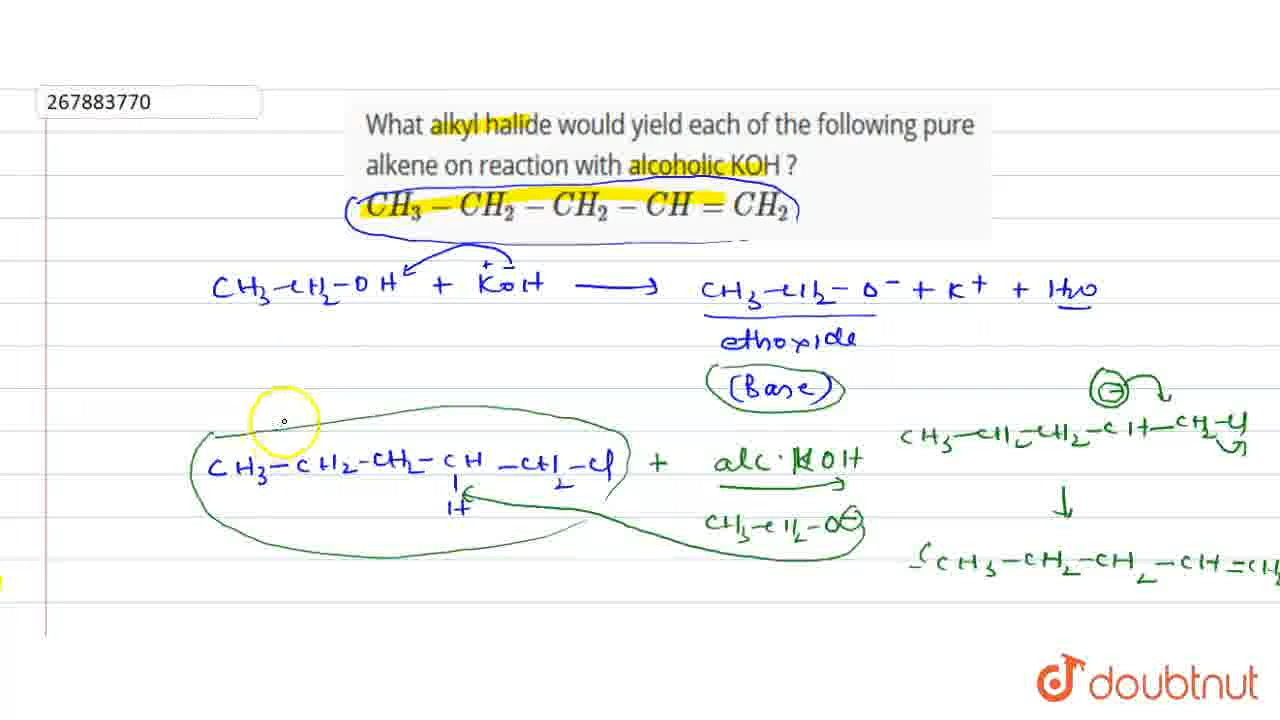 267883770
What alkyl halide would yield each of the following pure
alkene on reaction with alcoholic KOH ?
CH₃ − CH₂ − CH₂ − CH = CH₂
CH₃−CH₂−OH + K⁺O⁻H ⟶ CH₃−CH₂−O⁻ + K⁺ + H₂O
ethoxide
(Base)
⊖
CH₃−CH₂−CH₂−CH−CH₂−Cl
CH₃−CH₂−CH₂−CH−CH₂−Cl + alc·KOH
H
CH₃−CH₂−O⊖
↓
CH₃−CH₂−CH₂−CH=CH₂
doubtnut